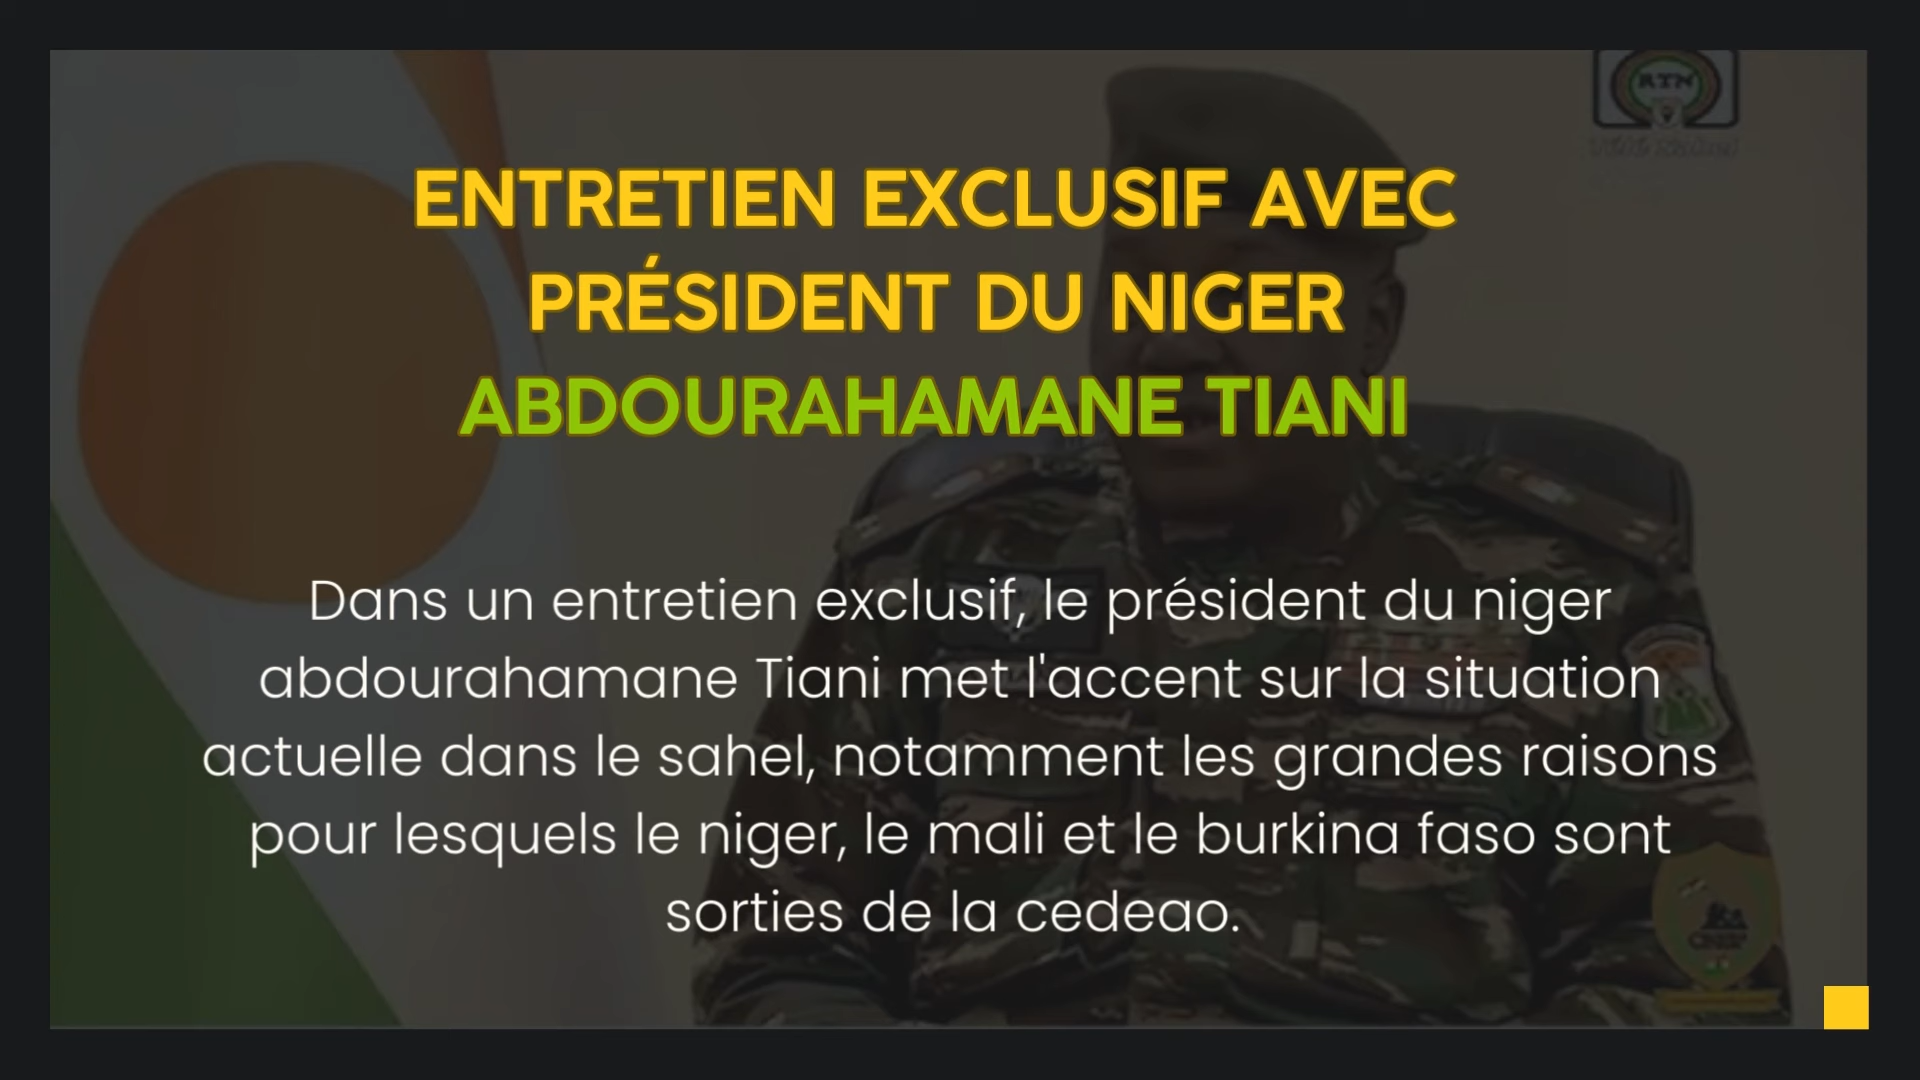 RTN
ENTRETIEN EXCLUSIF AVEC
PRÉSIDENT DU NIGER
ABDOURAHAMANE TIANI
Dans un entretien exclusif, le président du niger
abdourahamane Tiani met l'accent sur la situation
actuelle dans le sahel, notamment les grandes raisons
pour lesquels le niger, le mali et le burkina faso sont
sorties de la cedeao.